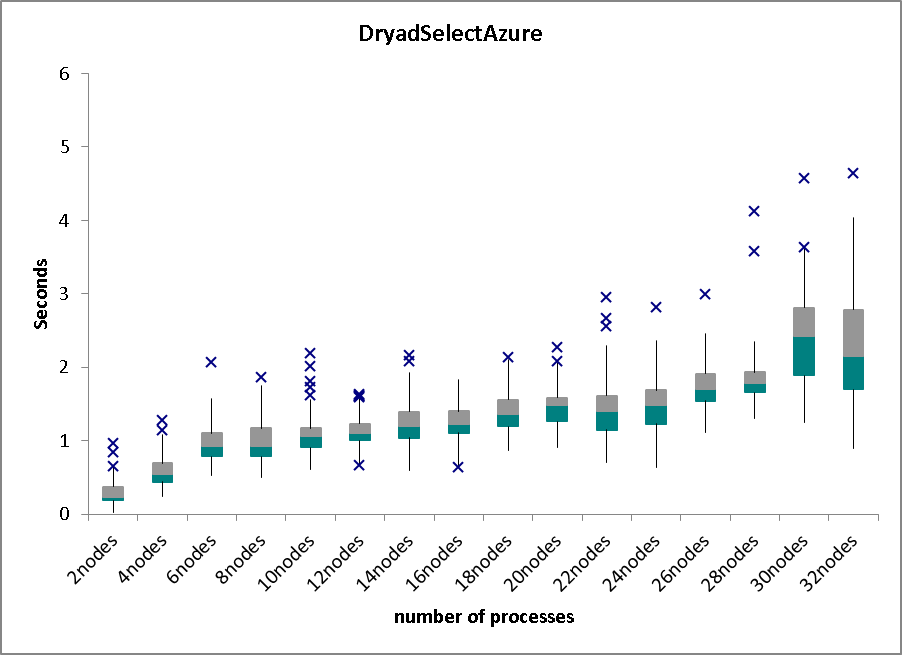 DryadSelectAzure
6
5
4
3
2
1
0
Seconds
2nodes
4nodes
6nodes
8nodes
10nodes
12nodes
14nodes
16nodes
18nodes
20nodes
22nodes
24nodes
26nodes
28nodes
30nodes
32nodes
number of processes